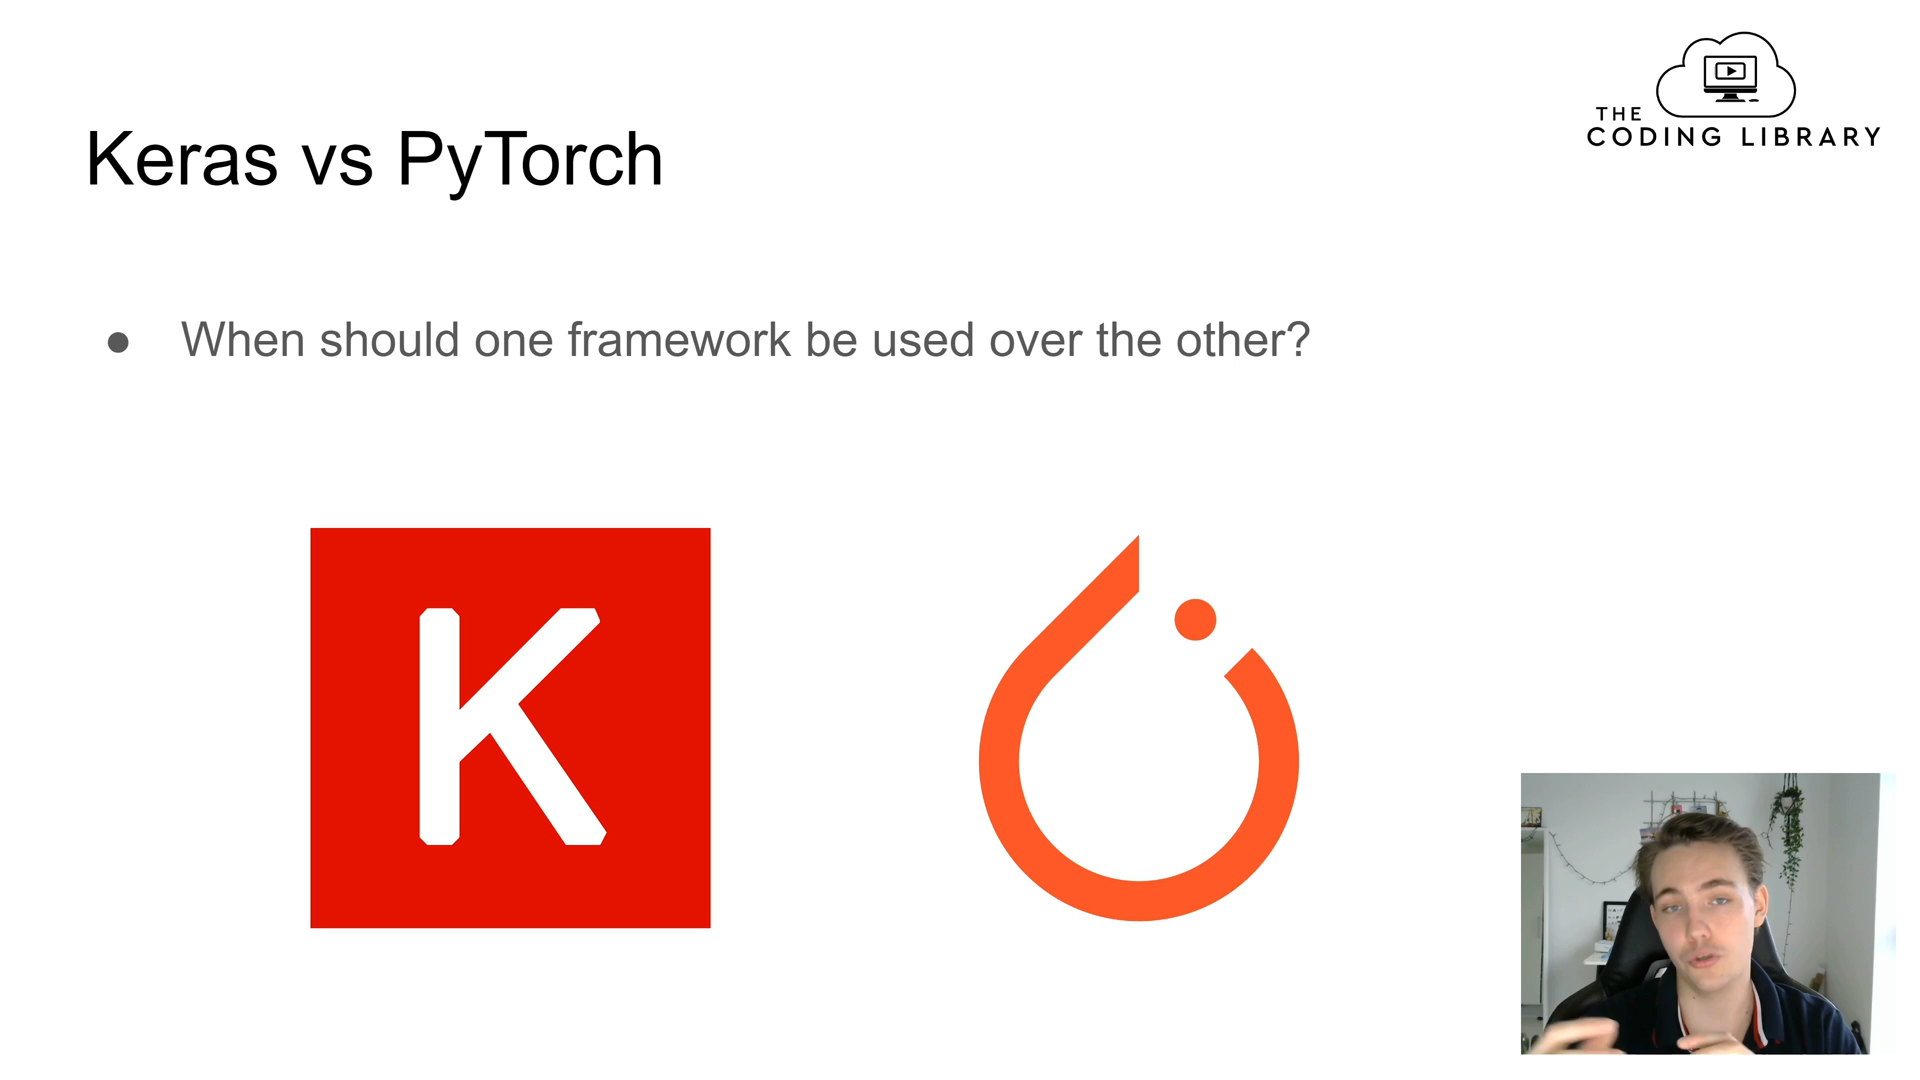 THE
CODING LIBRARY
Keras vs PyTorch
● When should one framework be used over the other?
K